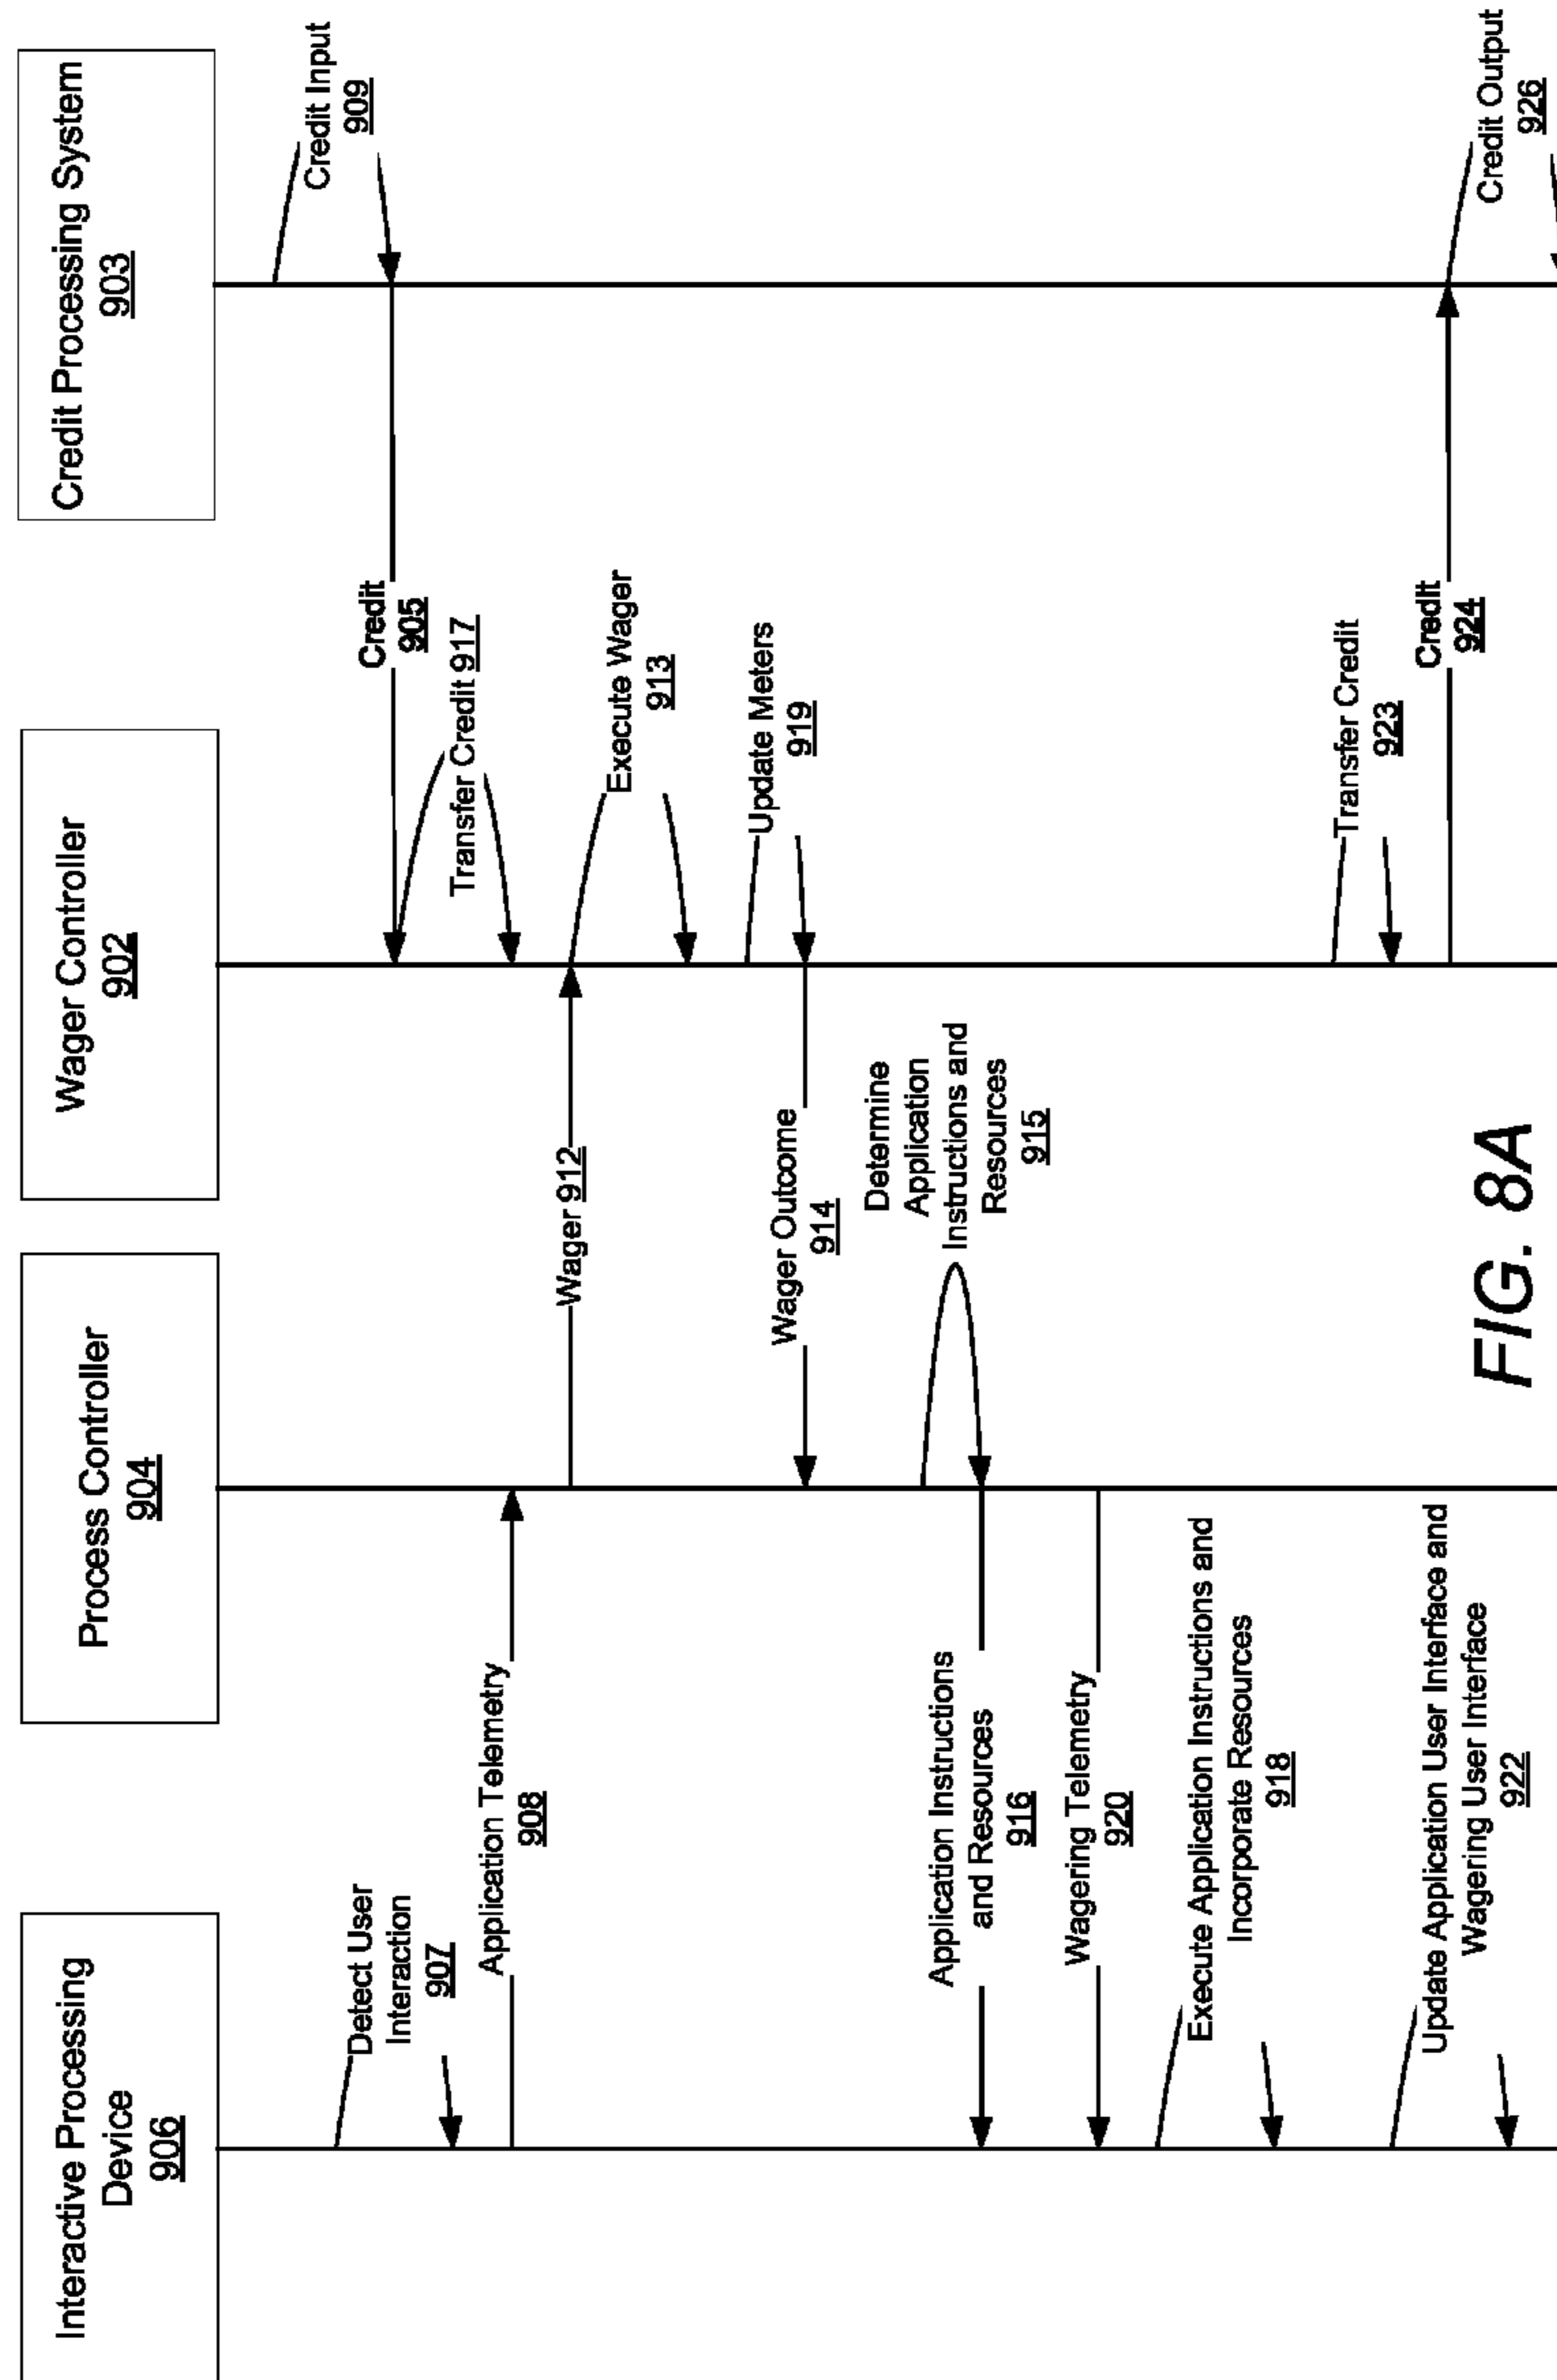 Interactive Processing
Device
906
Process Controller
904
Wager Controller
902
Credit Processing System
903
Credit Input
909
Detect User
Interaction
907
Credit
905
Transfer Credit 917
Application Telemetry
908
Wager 912
Execute Wager
913
Update Meters
919
Wager Outcome
914
Determine
Application
Instructions and
Resources
915
Application Instructions
and Resources
916
Wagering Telemetry
920
Execute Application Instructions and
Incorporate Resources
918
Transfer Credit
923
Update Application User Interface and
Wagering User Interface
922
Credit
924
Credit Output
926
FIG. 8A